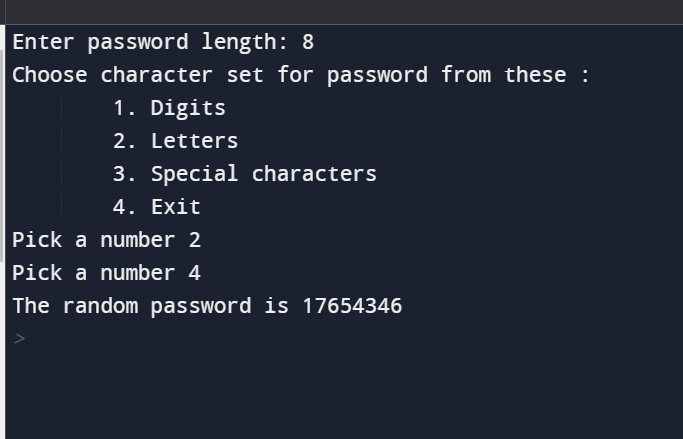 Enter password length: 8
Choose character set for password from these :
1. Digits
2. Letters
3. Special characters
4. Exit
Pick a number 2
Pick a number 4
The random password is 17654346
>